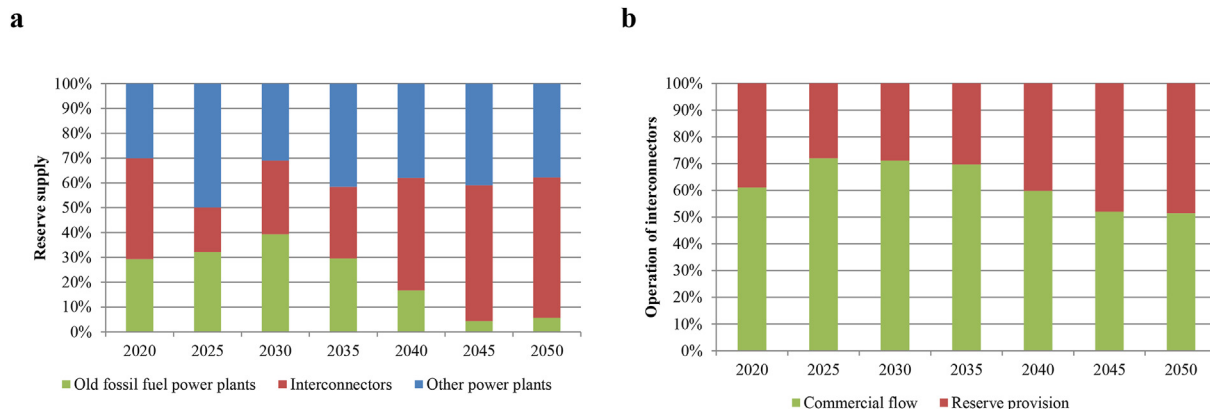 a
Reserve supply
100%
90%
80%
70%
60%
50%
40%
30%
20%
10%
0%
2020 2025 2030 2035 2040 2045 2050
Old fossil fuel power plants Interconnectors Other power plants
b
Operation of interconnectors
100%
90%
80%
70%
60%
50%
40%
30%
20%
10%
0%
2020 2025 2030 2035 2040 2045 2050
Commercial flow Reserve provision